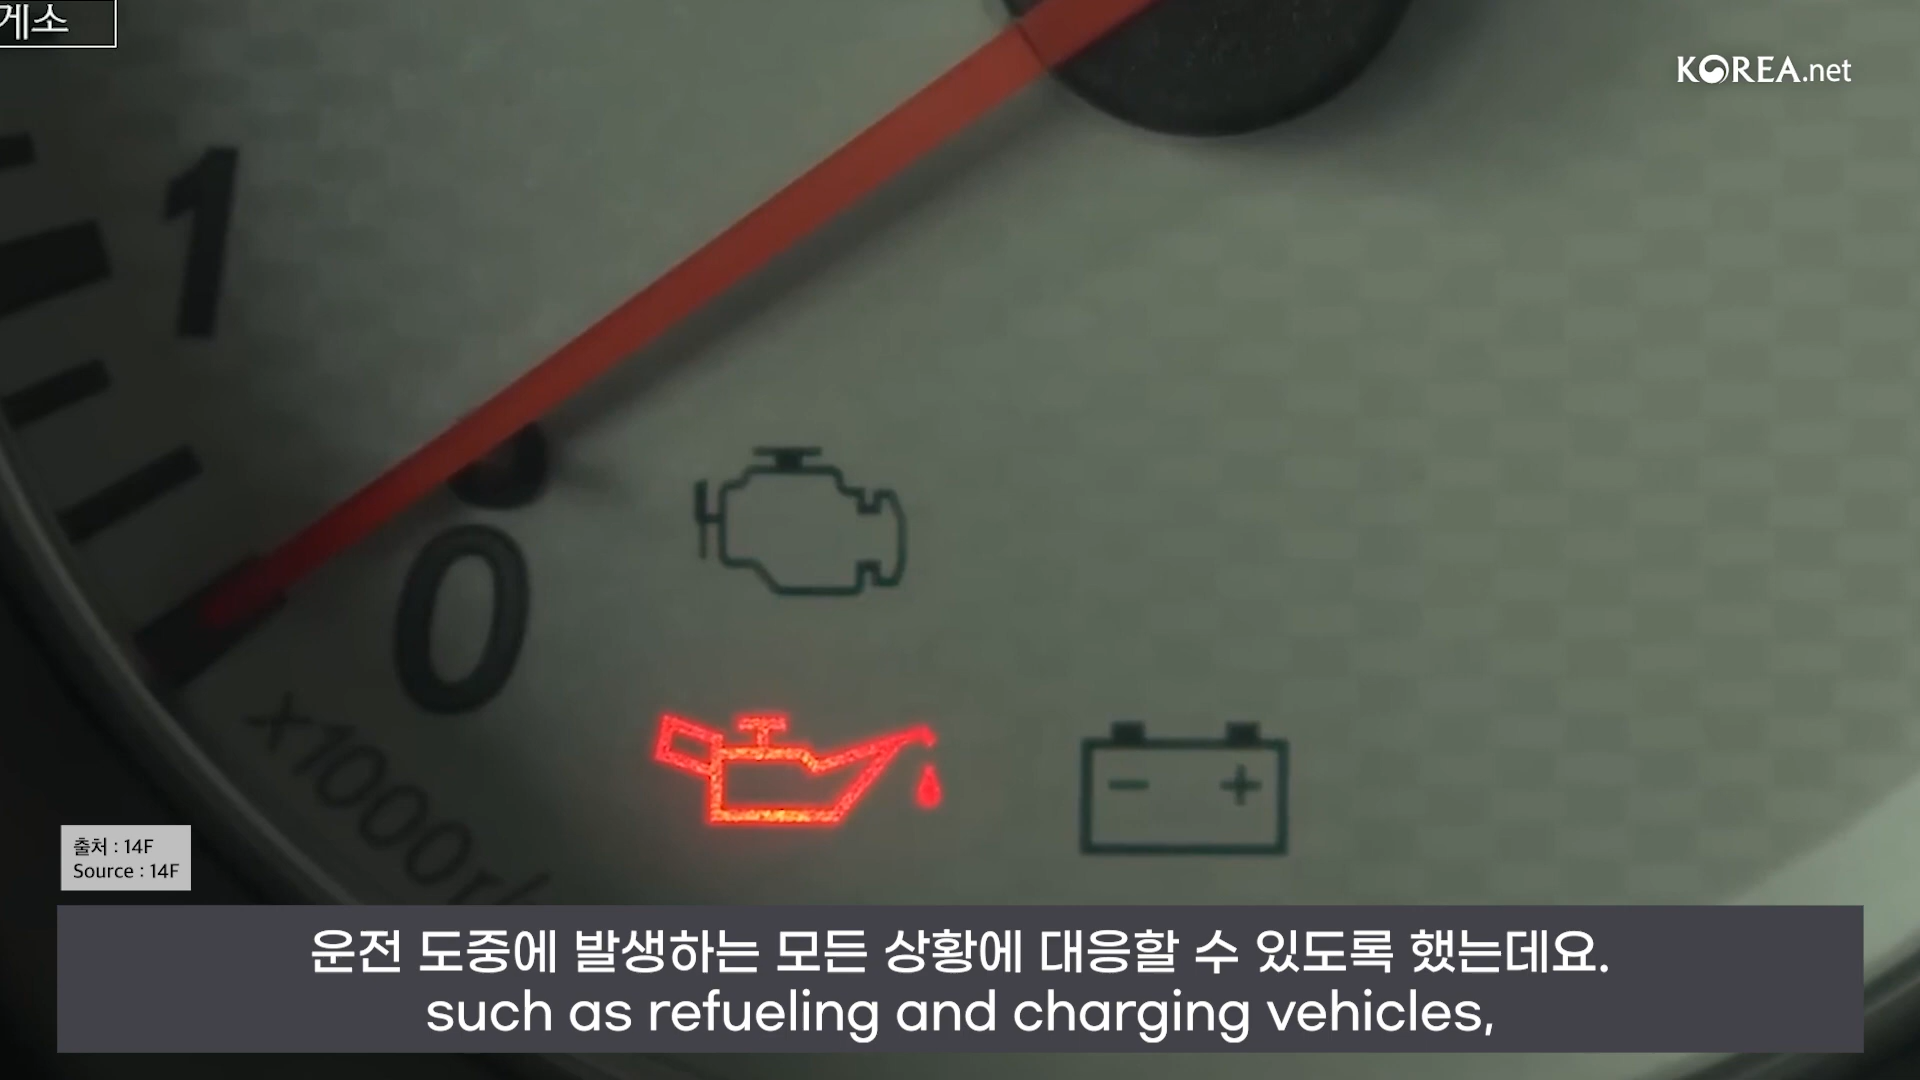 게소
KOREA.net
1
0
x1000r/
출처 : 14F
Source : 14F
운전 도중에 발생하는 모든 상황에 대응할 수 있도록 했는데요.
such as refueling and charging vehicles,